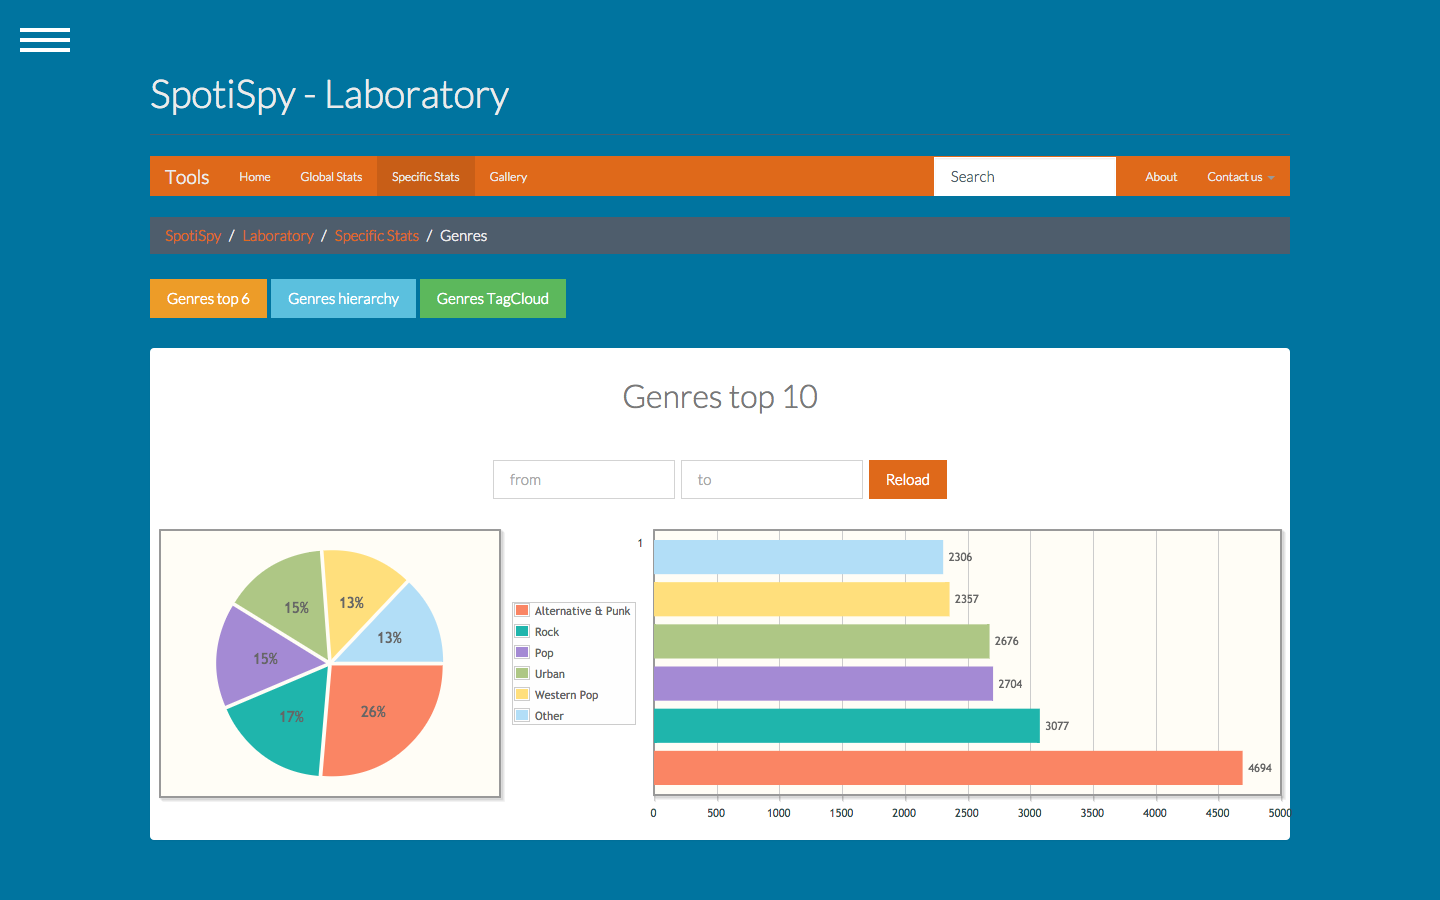 SpotiSpy - Laboratory
Tools Home Global Stats Specific Stats Gallery Search About Contact us
SpotiSpy / Laboratory / Specific Stats / Genres
Genres top 6 Genres hierarchy Genres TagCloud
Genres top 10
from to Reload
15% 13% 13% 15% 17% 26%
Alternative & Punk
Rock
Pop
Urban
Western Pop
Other
1
2306
2357
2676
2704
3077
4694
0 500 1000 1500 2000 2500 3000 3500 4000 4500 5000